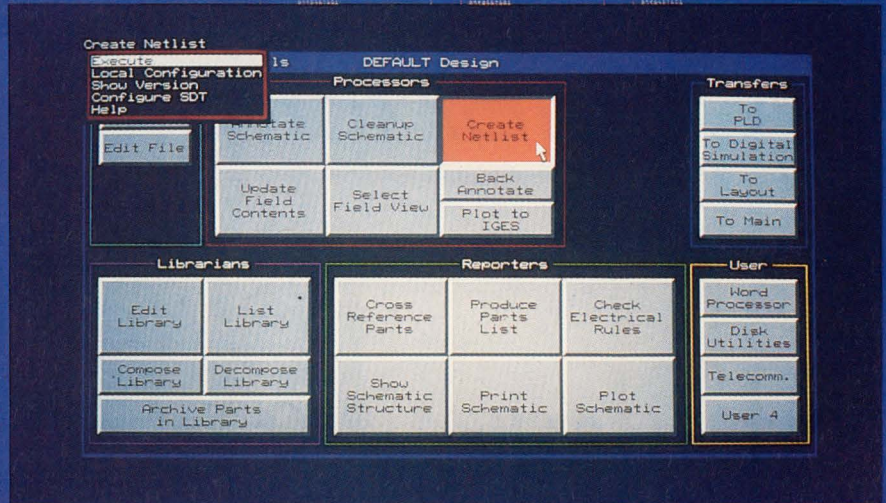 Create Netlist
Execute
Local Configuration
Show Version
Configure SDT
Help
ls DEFAULT Design
Processors
Annotate
Schematic
Cleanup
Schematic
Create
Netlist
Update
Field
Contents
Select
Field View
Back
Annotate
Plot to
IGES
Edit File
Transfers
To
PLD
To Digital
Simulation
To
Layout
To Main
Librarians
Edit
Library
List
Library
Compose
Library
Decompose
Library
Archive Parts
in Library
Reporters
Cross
Reference
Parts
Produce
Parts
List
Check
Electrical
Rules
Show
Schematic
Structure
Print
Schematic
Plot
Schematic
User
Word
Processor
Disk
Utilities
Telecomm.
User 4